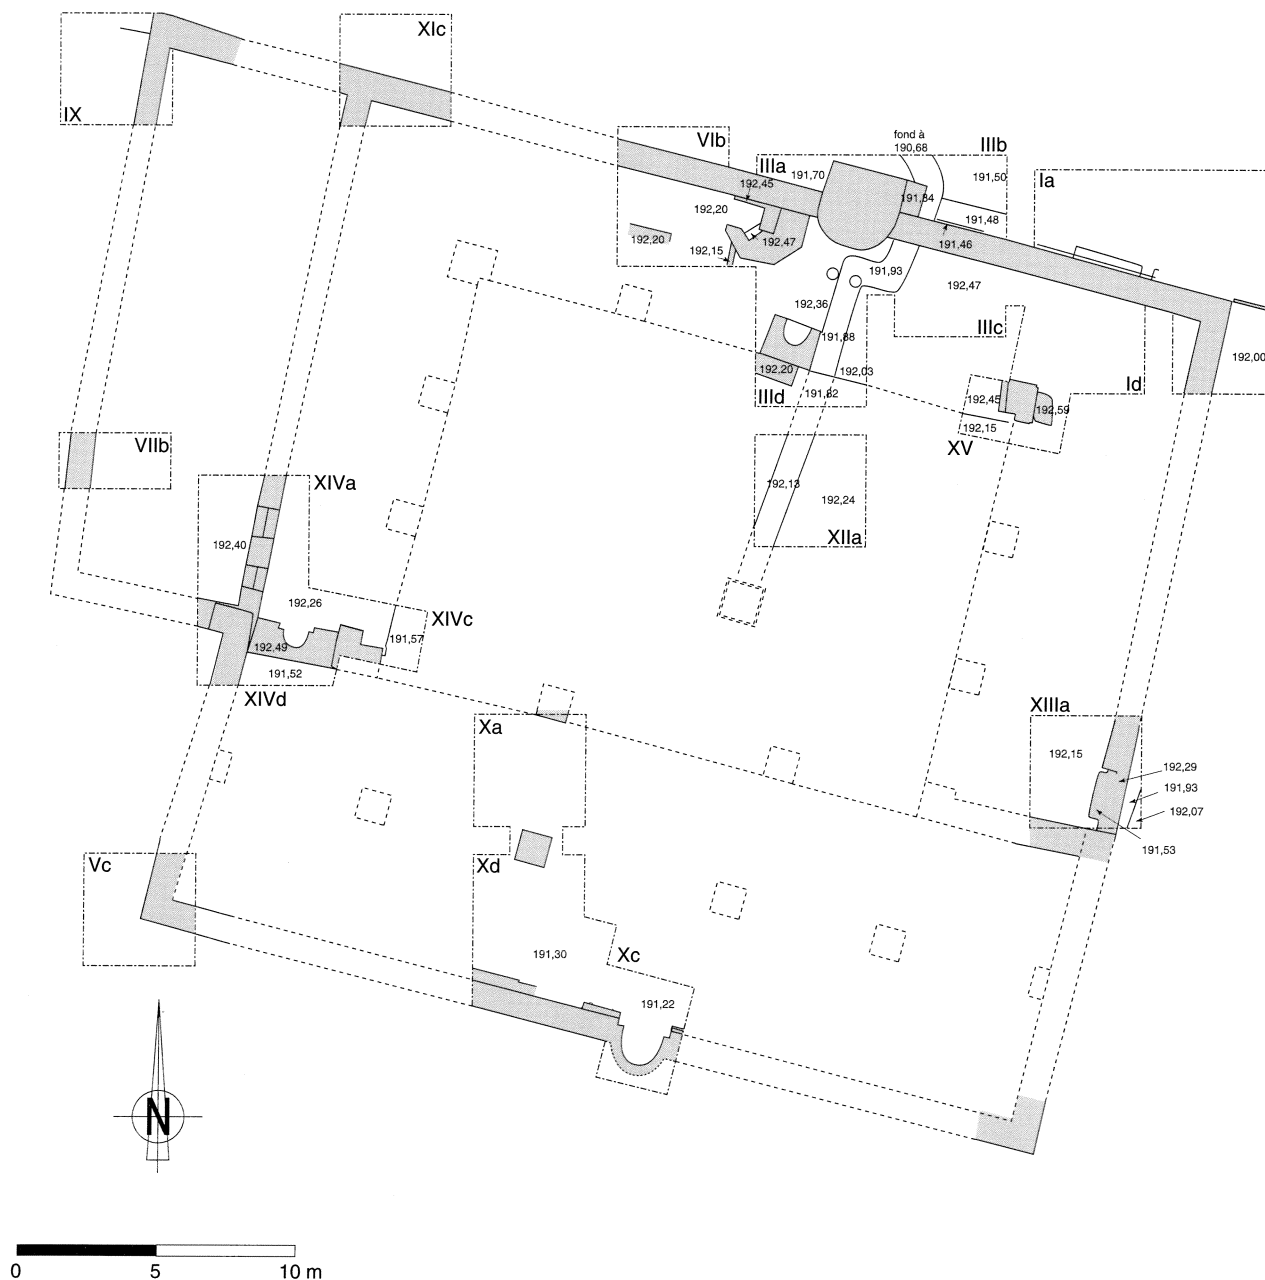 XIc
IX
VIb
fond à
190,68
IIIb
IIIa
191,70
191,50
Ia
192,45
191,84
192,20
191,48
192,20
192,47
191,46
192,15
191,93
192,47
192,36
IIIc
191,88
192,00
192,20
192,03
Id
IIId
191,82
192,45
192,59
192,15
XV
VIIb
XIVa
192,13
192,24
XIIa
192,40
192,26
XIVc
191,57
192,49
191,52
XIVd
Xa
XIIIa
192,15
192,29
191,93
192,07
191,53
Vc
Xd
191,30
Xc
191,22
N
0 5 10 m